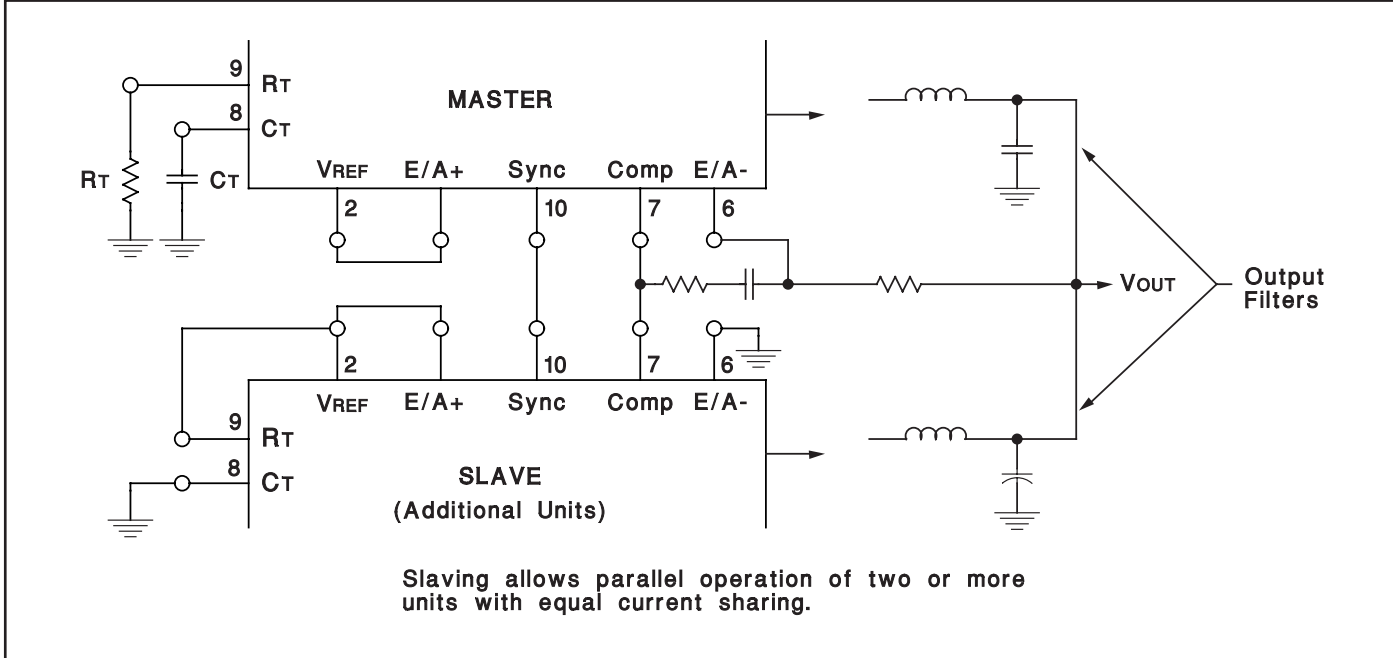 9 RT
MASTER
8 CT
RT CT
VREF E/A+ Sync Comp E/A-
2 10 7 6
VOUT
Output
Filters
2 10 7 6
VREF E/A+ Sync Comp E/A-
9 RT
8 CT
SLAVE
(Additional Units)
Slaving allows parallel operation of two or more
units with equal current sharing.